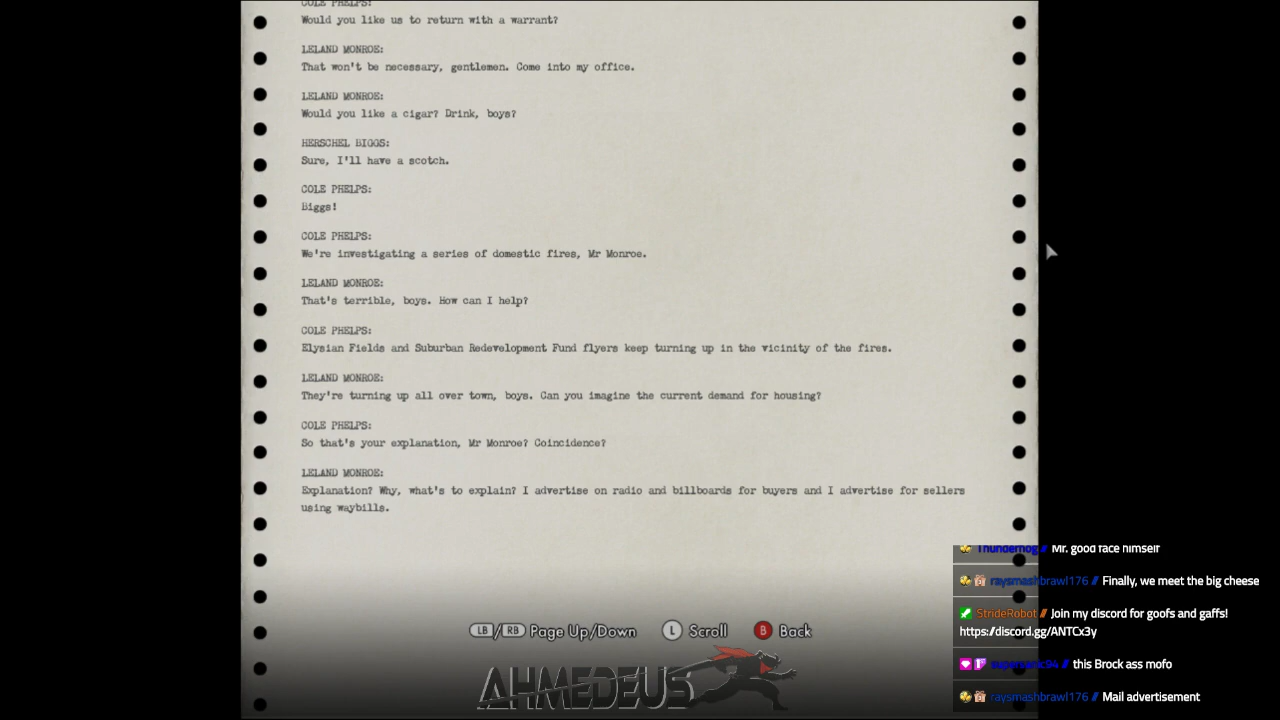 COLE PHELPS:
Would you like us to return with a warrant?
LELAND MONROE:
That won't be necessary, gentlemen. Come into my office.
LELAND MONROE:
Would you like a cigar? Drink, boys?
HERSCHEL BIGGS:
Sure, I'll have a scotch.
COLE PHELPS:
Biggs!
COLE PHELPS:
We're investigating a series of domestic fires, Mr Monroe.
LELAND MONROE:
That's terrible, boys. How can I help?
COLE PHELPS:
Elysian Fields and Suburban Redevelopment Fund flyers keep turning up in the vicinity of the fires.
LELAND MONROE:
They're turning up all over town, boys. Can you imagine the current demand for housing?
COLE PHELPS:
So that's your explanation, Mr Monroe? Coincidence?
LELAND MONROE:
Explanation? Why, what's to explain? I advertise on radio and billboards for buyers and I advertise for sellers
using waybills.
LB/RB Page Up/Down L Scroll B Back
AHMEDEUS
// Mr. good face himself
raysmashbrawl176 // Finally, we meet the big cheese
StrideRobot // Join my discord for goofs and gaffs!
https://discord.gg/ANTCx3y
// this Brock ass mofo
raysmashbrawl176 // Mail advertisement